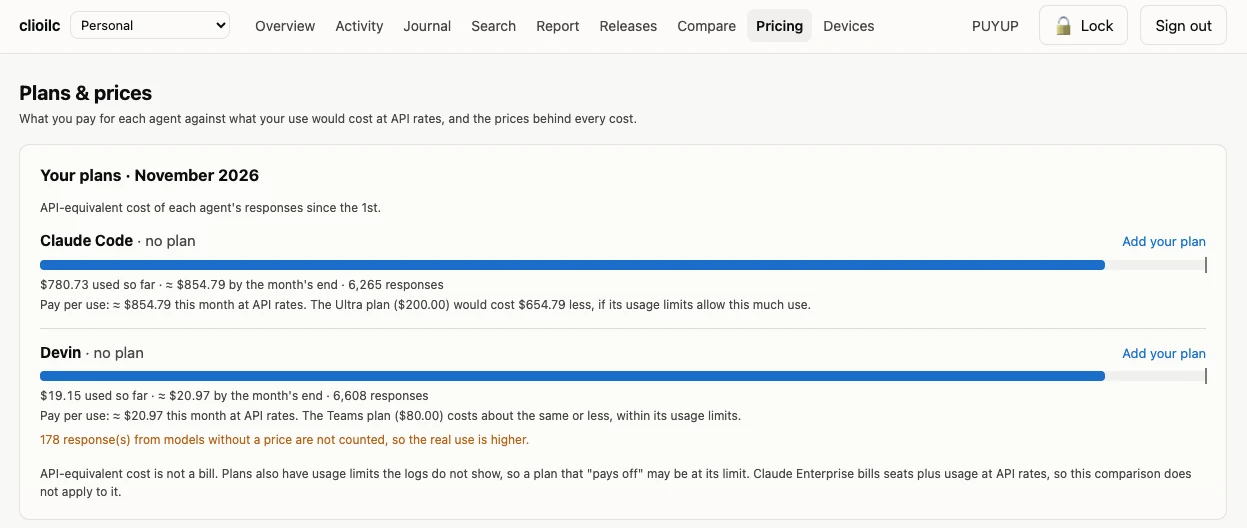 clioilc Personal Overview Activity Journal Search Report Releases Compare Pricing Devices PUYUP Lock Sign out
Plans & prices
What you pay for each agent against what your use would cost at API rates, and the prices behind every cost.
Your plans · November 2026
API-equivalent cost of each agent's responses since the 1st.
Claude Code · no plan Add your plan
$780.73 used so far · ≈ $854.79 by the month's end · 6,265 responses
Pay per use: ≈ $854.79 this month at API rates. The Ultra plan ($200.00) would cost $654.79 less, if its usage limits allow this much use.
Devin · no plan Add your plan
$19.15 used so far · ≈ $20.97 by the month's end · 6,608 responses
Pay per use: ≈ $20.97 this month at API rates. The Teams plan ($80.00) costs about the same or less, within its usage limits.
178 response(s) from models without a price are not counted, so the real use is higher.
API-equivalent cost is not a bill. Plans also have usage limits the logs do not show, so a plan that "pays off" may be at its limit. Claude Enterprise bills seats plus usage at API rates, so this comparison does
not apply to it.